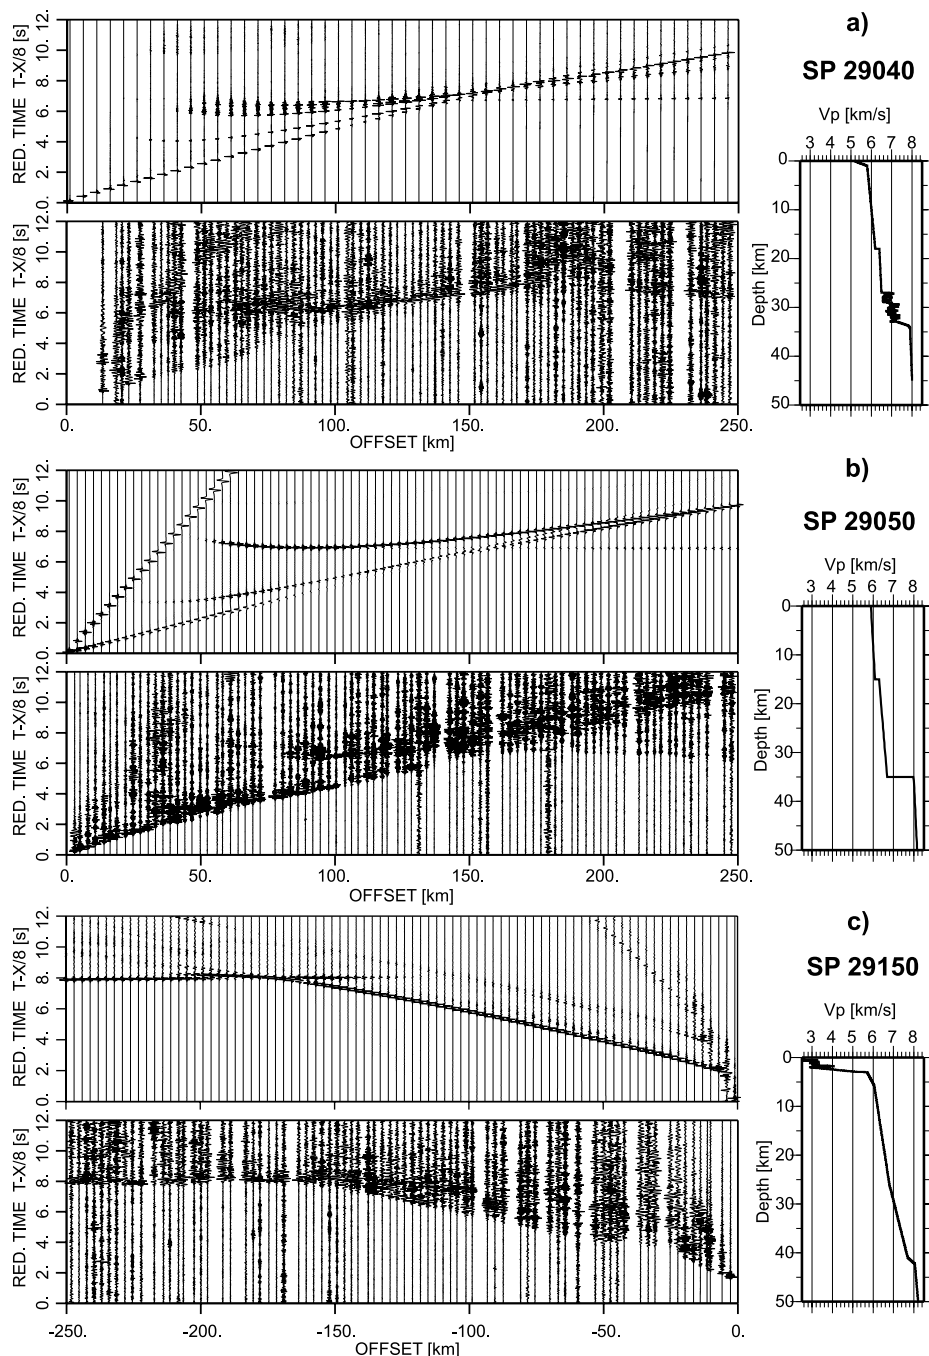 a)
SP 29040
RED. TIME T-X/8 [s]
12.
10.
8.
6.
4.
2.
0.
Vp [km/s]
3 4 5 6 7 8
Depth [km]
0
10
20
30
40
50
RED. TIME T-X/8 [s]
12.
10.
8.
6.
4.
2.
0.
0. 50. 100. 150. 200. 250.
OFFSET [km]
b)
SP 29050
RED. TIME T-X/8 [s]
12.
10.
8.
6.
4.
2.
0.
Vp [km/s]
3 4 5 6 7 8
Depth [km]
0
10
20
30
40
50
RED. TIME T-X/8 [s]
12.
10.
8.
6.
4.
2.
0.
0. 50. 100. 150. 200. 250.
OFFSET [km]
c)
SP 29150
RED. TIME T-X/8 [s]
12.
10.
8.
6.
4.
2.
0.
Vp [km/s]
3 4 5 6 7 8
Depth [km]
0
10
20
30
40
50
RED. TIME T-X/8 [s]
12.
10.
8.
6.
4.
2.
0.
-250. -200. -150. -100. -50. 0.
OFFSET [km]